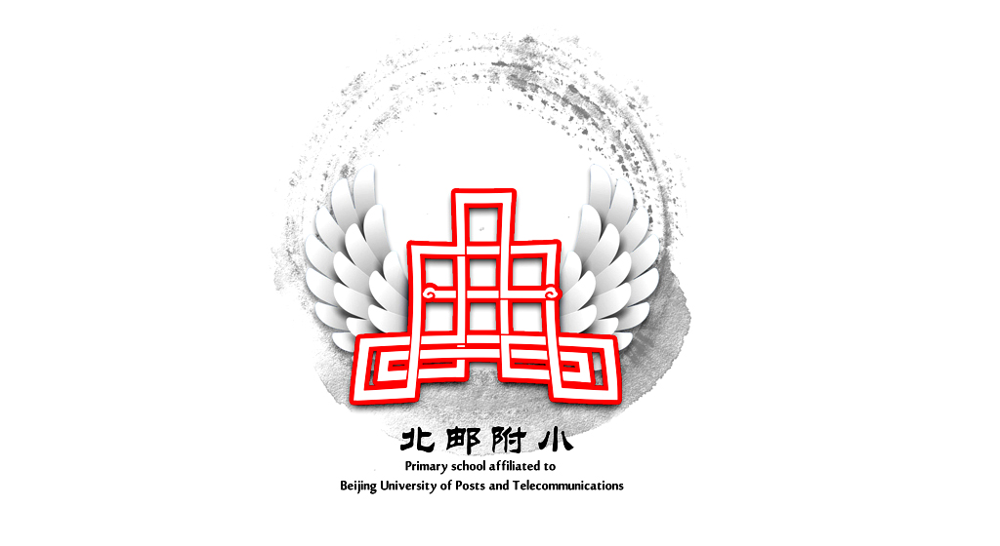 北邮附小
Primary school affiliated to
Beijing University of Posts and Telecommunications